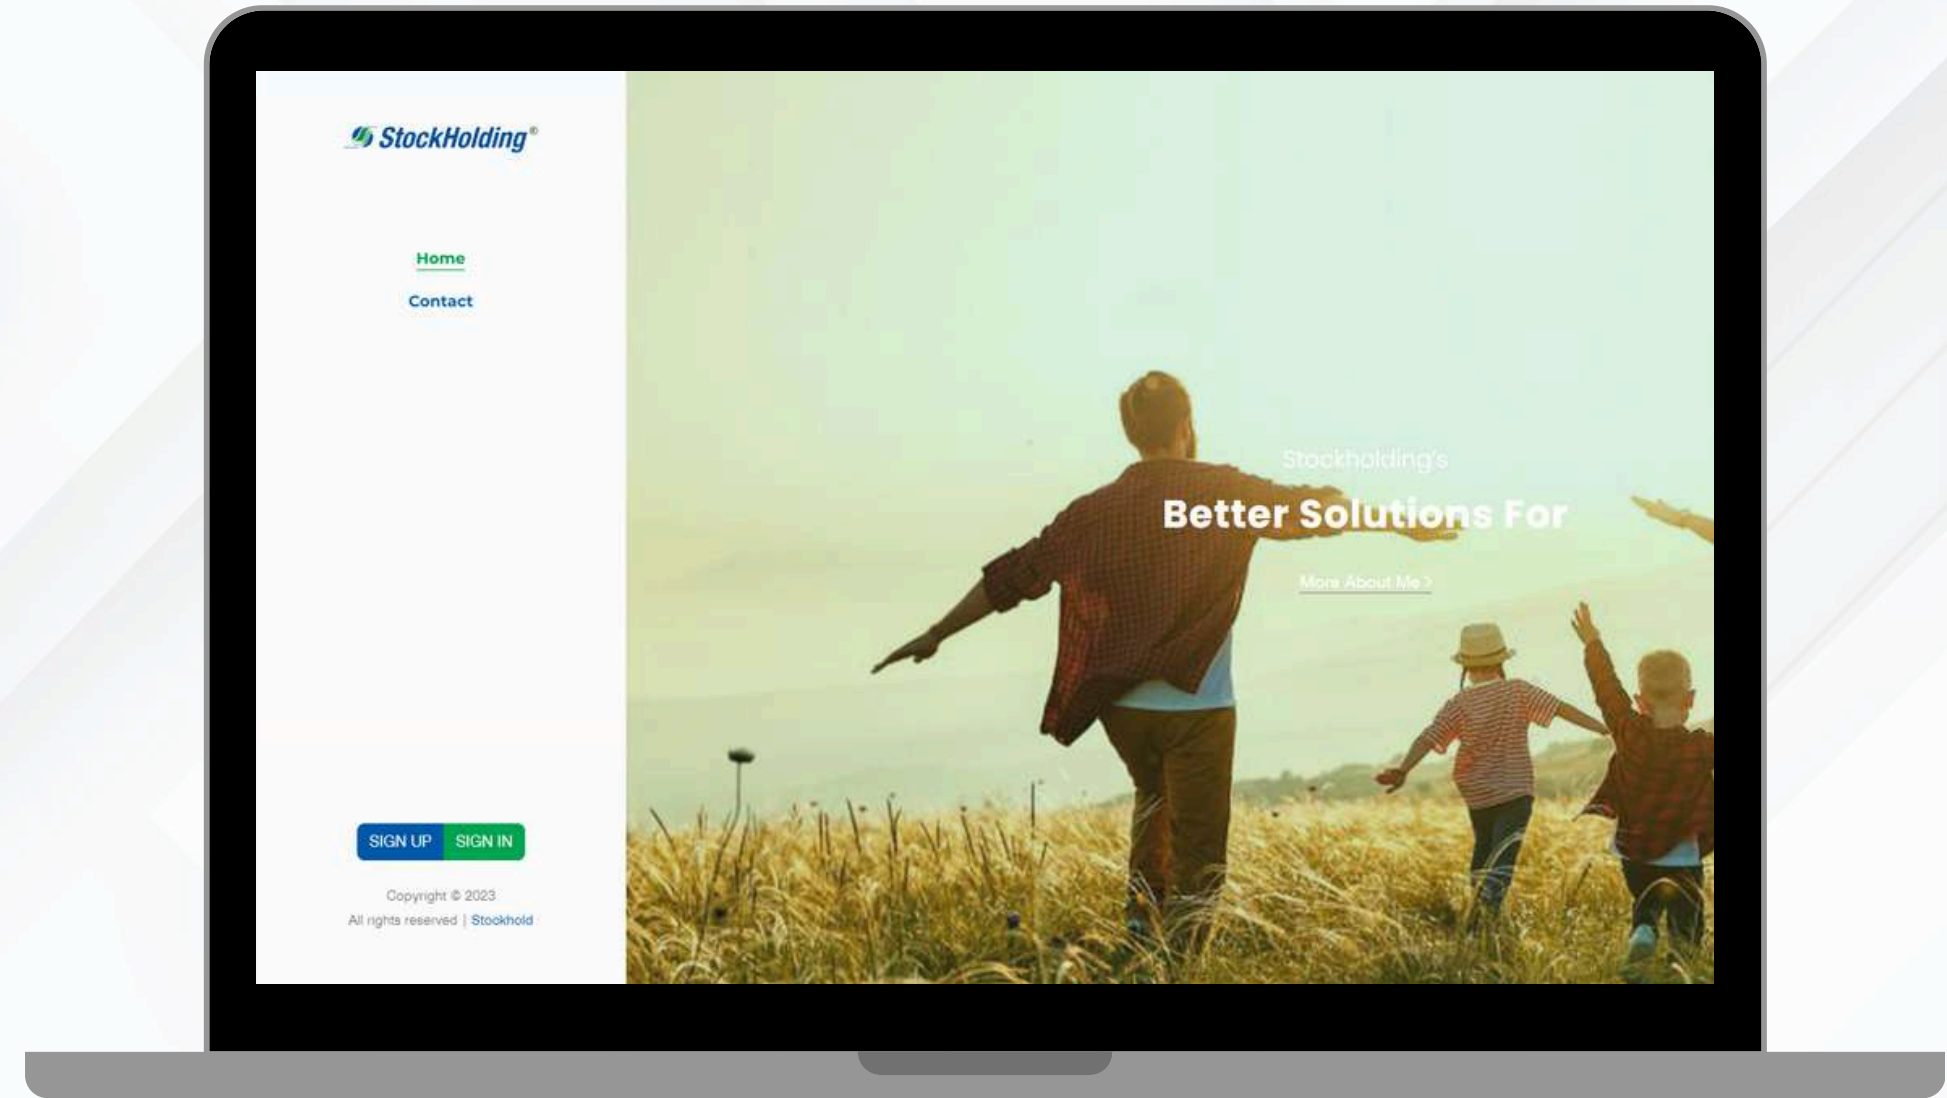 StockHolding®
Home
Contact
Stockholding's
Better Solutions For
More About Me >
SIGN UP SIGN IN
Copyright © 2023
All rights reserved | Stockhold